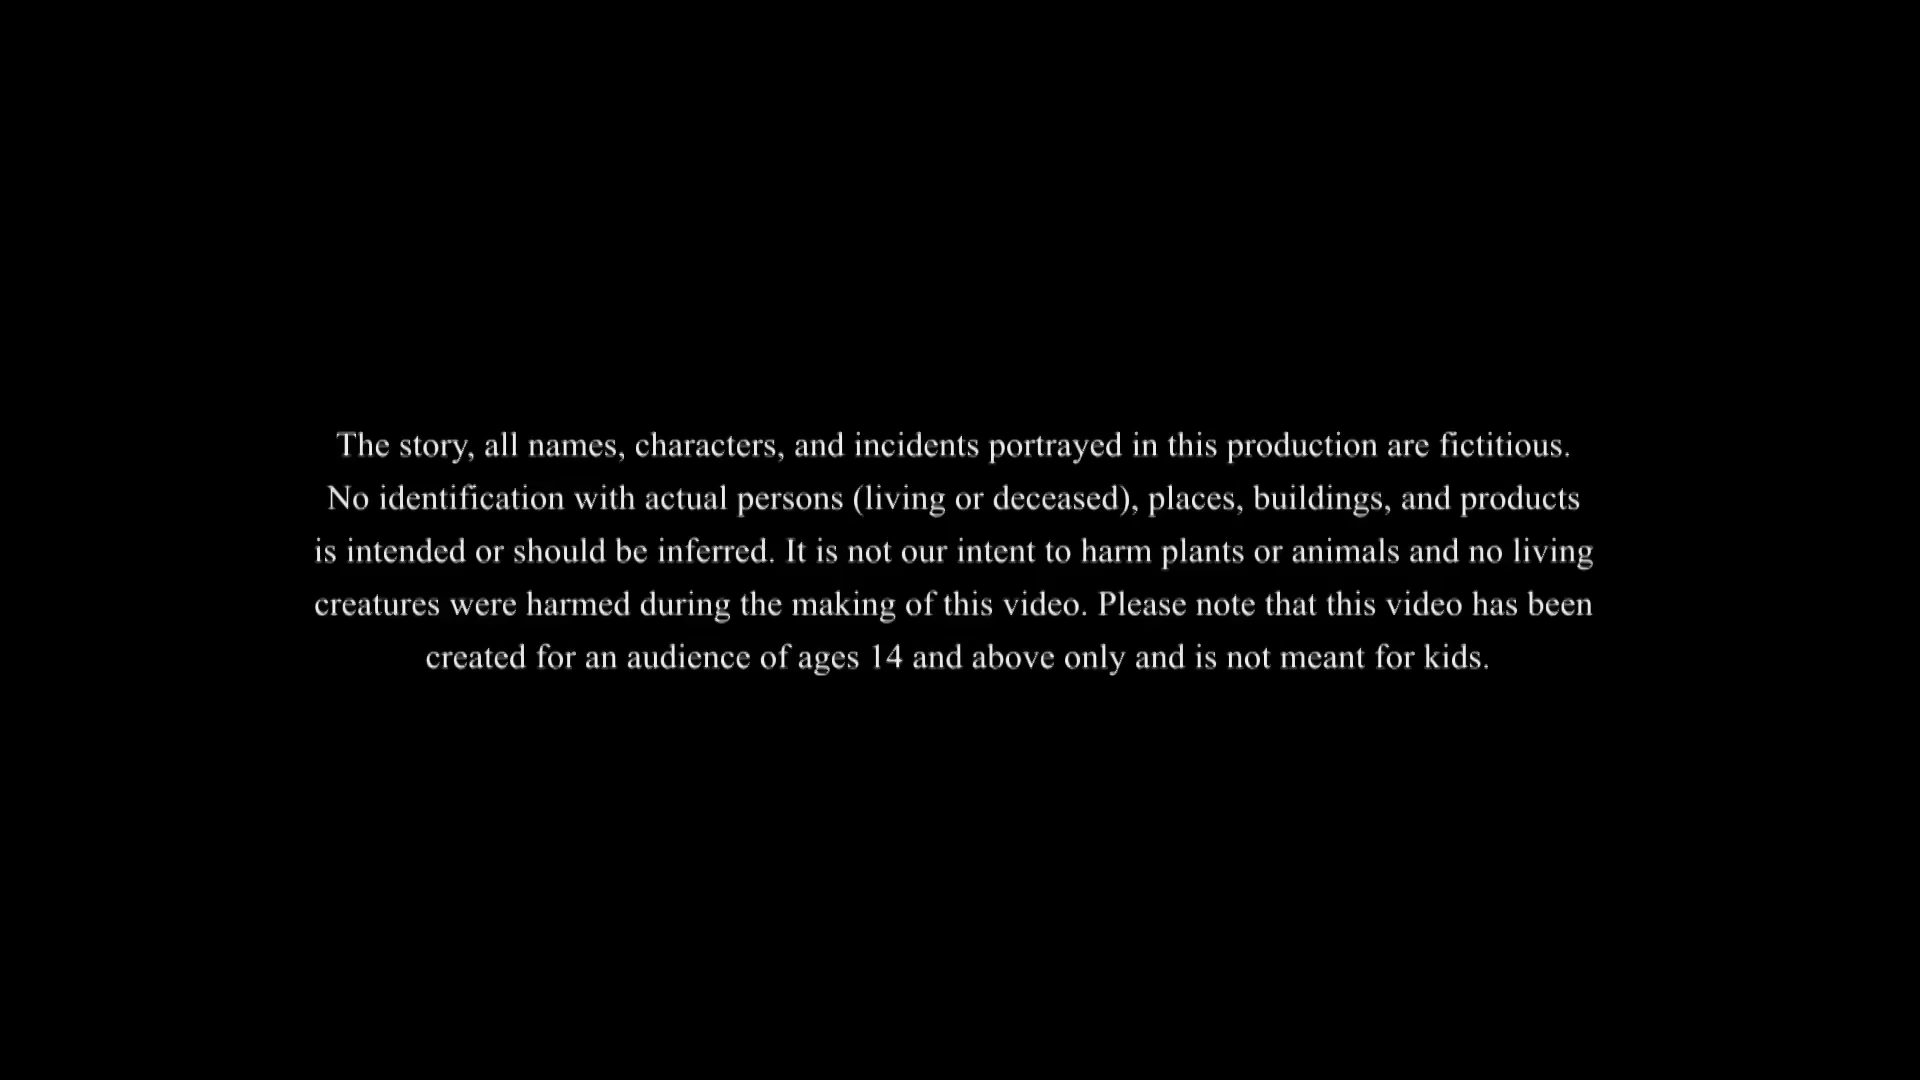 The story, all names, characters, and incidents portrayed in this production are fictitious.
No identification with actual persons (living or deceased), places, buildings, and products
is intended or should be inferred. It is not our intent to harm plants or animals and no living
creatures were harmed during the making of this video. Please note that this video has been
created for an audience of ages 14 and above only and is not meant for kids.